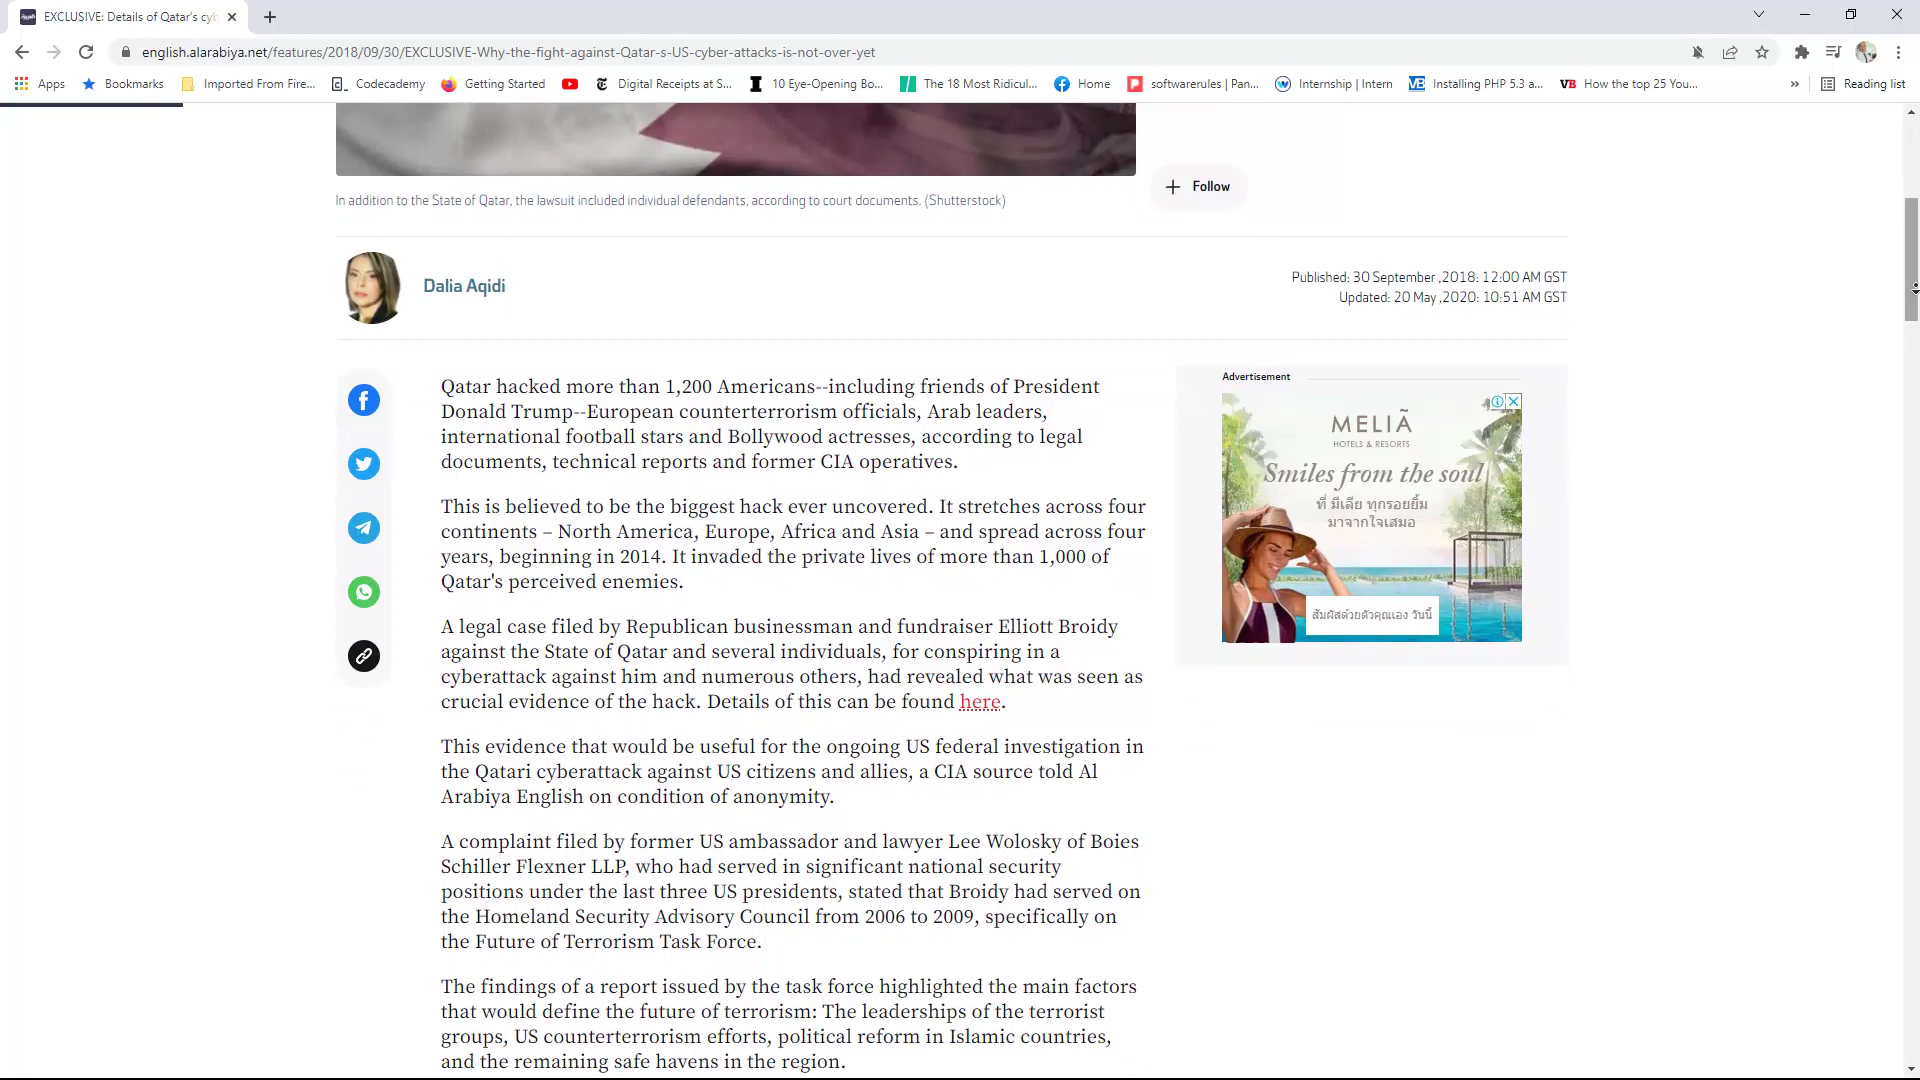 EXCLUSIVE: Details of Qatar's cyb
english.alarabiya.net/features/2018/09/30/EXCLUSIVE-Why-the-fight-against-Qatar-s-US-cyber-attacks-is-not-over-yet
Apps
Bookmarks
Imported From Fire...
Codecademy
Getting Started
Digital Receipts at S...
10 Eye-Opening Bo...
The 18 Most Ridicul...
Home
softwarerules | Pan...
Internship | Intern
Installing PHP 5.3 a...
VB How the top 25 You...
»
Reading list
In addition to the State of Qatar, the lawsuit included individual defendants, according to court documents. (Shutterstock)
+ Follow
Dalia Aqidi
Published: 30 September ,2018: 12:00 AM GST
Updated: 20 May ,2020: 10:51 AM GST
Qatar hacked more than 1,200 Americans--including friends of President
Donald Trump--European counterterrorism officials, Arab leaders,
international football stars and Bollywood actresses, according to legal
documents, technical reports and former CIA operatives.
This is believed to be the biggest hack ever uncovered. It stretches across four
continents – North America, Europe, Africa and Asia – and spread across four
years, beginning in 2014. It invaded the private lives of more than 1,000 of
Qatar's perceived enemies.
A legal case filed by Republican businessman and fundraiser Elliott Broidy
against the State of Qatar and several individuals, for conspiring in a
cyberattack against him and numerous others, had revealed what was seen as
crucial evidence of the hack. Details of this can be found here.
This evidence that would be useful for the ongoing US federal investigation in
the Qatari cyberattack against US citizens and allies, a CIA source told Al
Arabiya English on condition of anonymity.
A complaint filed by former US ambassador and lawyer Lee Wolosky of Boies
Schiller Flexner LLP, who had served in significant national security
positions under the last three US presidents, stated that Broidy had served on
the Homeland Security Advisory Council from 2006 to 2009, specifically on
the Future of Terrorism Task Force.
The findings of a report issued by the task force highlighted the main factors
that would define the future of terrorism: The leaderships of the terrorist
groups, US counterterrorism efforts, political reform in Islamic countries,
and the remaining safe havens in the region.
Advertisement
MELIÃ
HOTELS & RESORTS
Smiles from the soul
ที่ มีเลีย ทุกรอยยิ้ม
มาจากใจเสมอ
สัมผัสด้วยตัวคุณเอง วันนี้